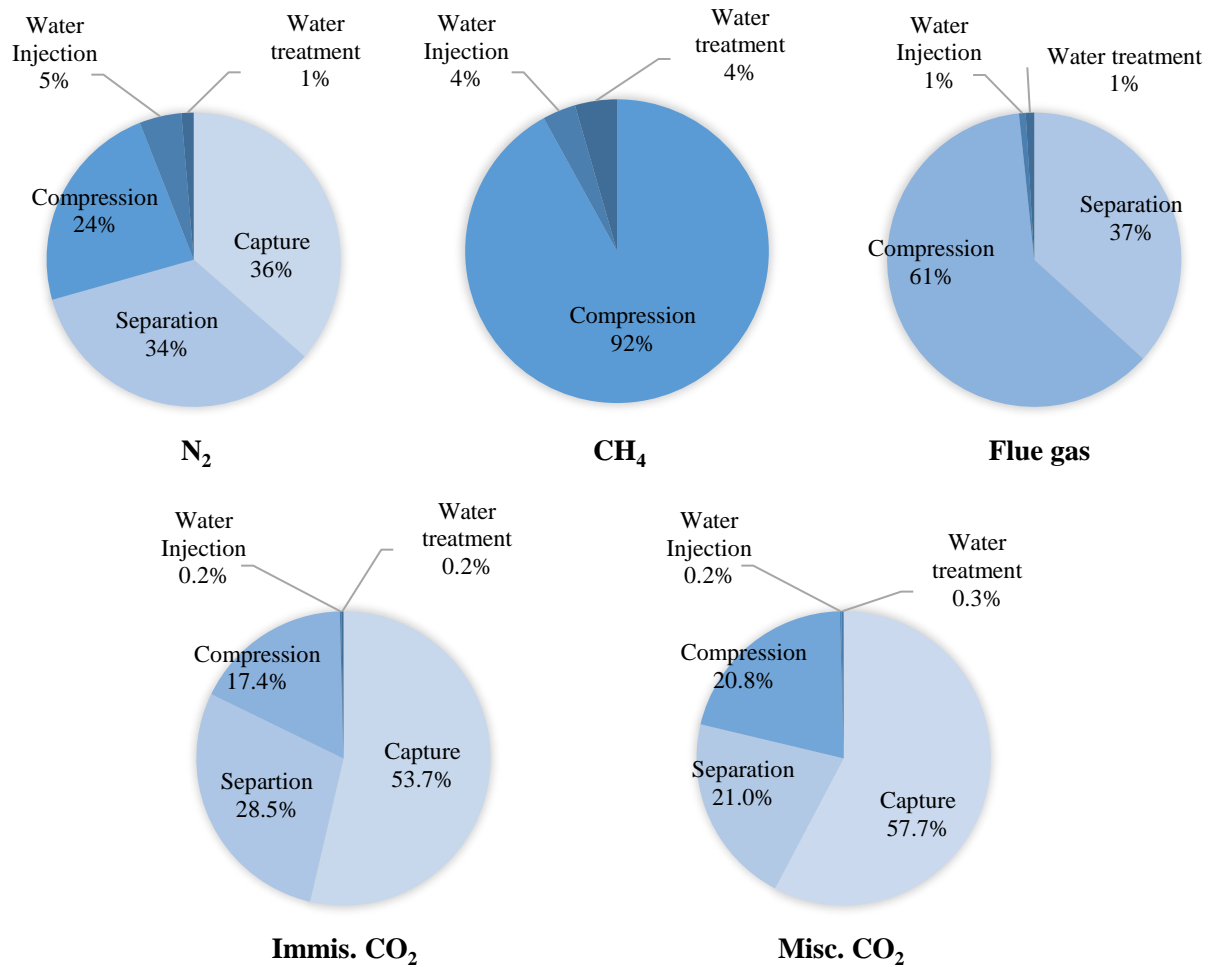 Water
Injection
5%
Water
treatment
1%
Compression
24%
Capture
36%
Separation
34%
N₂
Water
Injection
4%
Water
treatment
4%
Compression
92%
CH₄
Water
Injection
1%
Water treatment
1%
Separation
37%
Compression
61%
Flue gas
Water
Injection
0.2%
Water
treatment
0.2%
Compression
17.4%
Capture
53.7%
Separtion
28.5%
Immis. CO₂
Water
Injection
0.2%
Water
treatment
0.3%
Compression
20.8%
Separation
21.0%
Capture
57.7%
Misc. CO₂